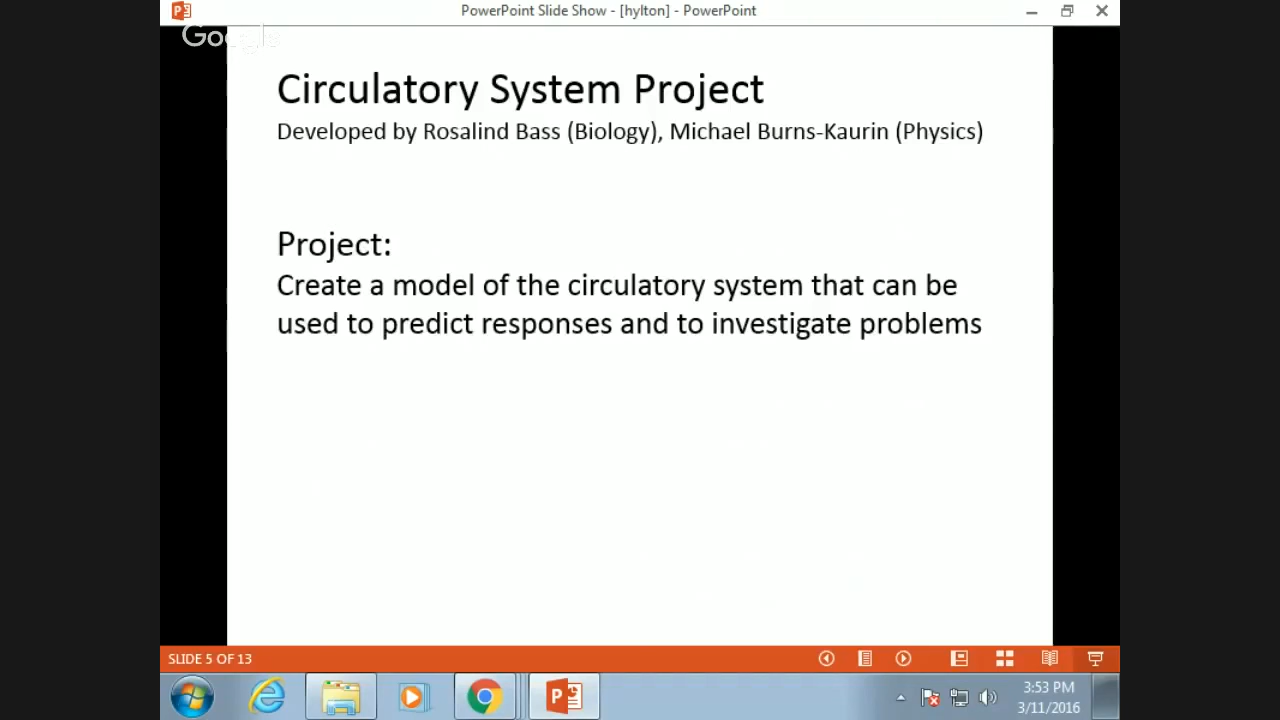 PowerPoint Slide Show - [hylton] - PowerPoint
Google
Circulatory System Project
Developed by Rosalind Bass (Biology), Michael Burns-Kaurin (Physics)
Project:
Create a model of the circulatory system that can be
used to predict responses and to investigate problems
SLIDE 5 OF 13
3:53 PM
3/11/2016